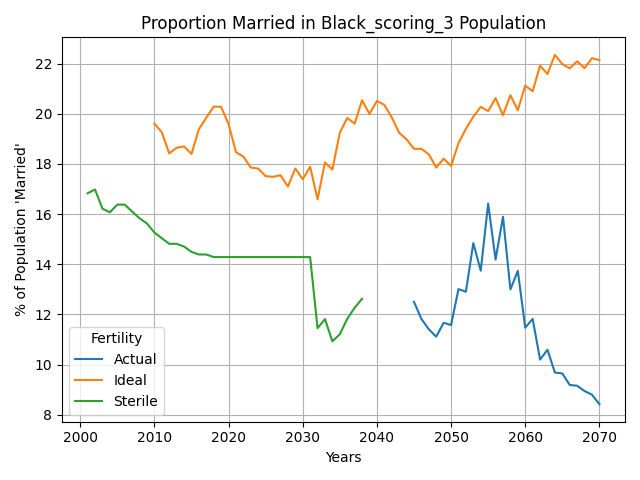 Proportion Married in Black_scoring_3 Population
% of Population 'Married'
22
20
18
16
14
12
10
8
Fertility
Actual
Ideal
Sterile
2000 2010 2020 2030 2040 2050 2060 2070
Years